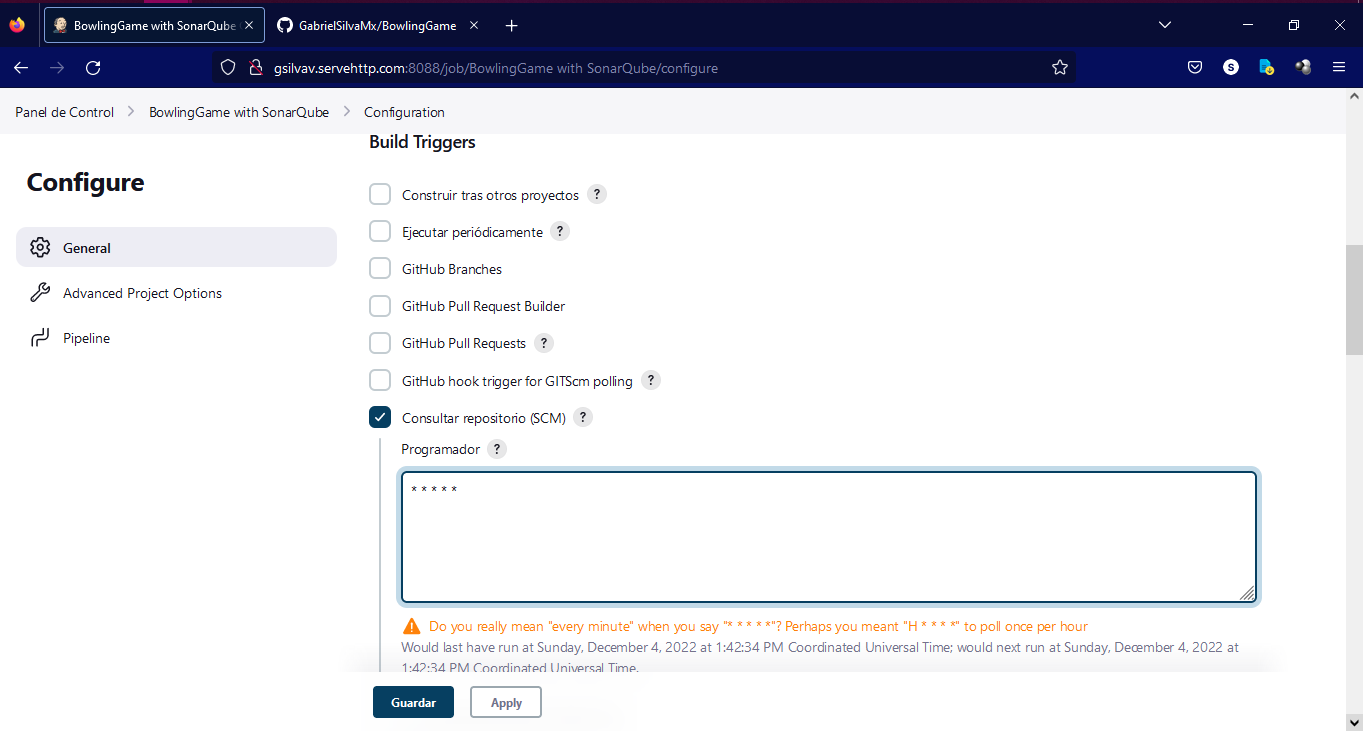 BowlingGame with SonarQube
GabrielSilvaMx/BowlingGame
gsilvav.servehttp.com:8088/job/BowlingGame with SonarQube/configure
S
Panel de Control > BowlingGame with SonarQube > Configuration
Configure
General
Advanced Project Options
Pipeline
Build Triggers
Construir tras otros proyectos ?
Ejecutar periódicamente ?
GitHub Branches
GitHub Pull Request Builder
GitHub Pull Requests ?
GitHub hook trigger for GITScm polling ?
Consultar repositorio (SCM) ?
Programador ?
* * * * *
Do you really mean "every minute" when you say "* * * * *"? Perhaps you meant "H * * * *" to poll once per hour
Would last have run at Sunday, December 4, 2022 at 1:42:34 PM Coordinated Universal Time; would next run at Sunday, December 4, 2022 at
1:42:34 PM Coordinated Universal Time.
Guardar
Apply